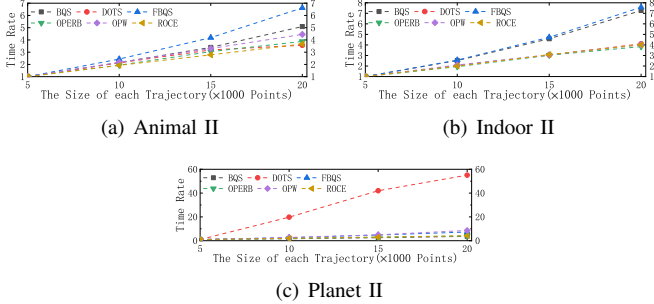 7 7
6 BQS DOTS FBQS 6
5 OPERB OPW ROCE 5
4 4
3 3
2 2
1 1
Time Rate
5 10 15 20
The Size of each Trajectory(×1000 Points)
(a) Animal II
8 8
7 BQS DOTS FBQS 7
6 OPERB OPW ROCE 6
5 5
4 4
3 3
2 2
1 1
Time Rate
5 10 15 20
The Size of each Trajectory(×1000 Points)
(b) Indoor II
60 60
BQS DOTS FBQS
40 OPERB OPW ROCE 40
20 20
0 0
Time Rate
5 10 15 20
The Size of each Trajectory(×1000 Points)
(c) Planet II